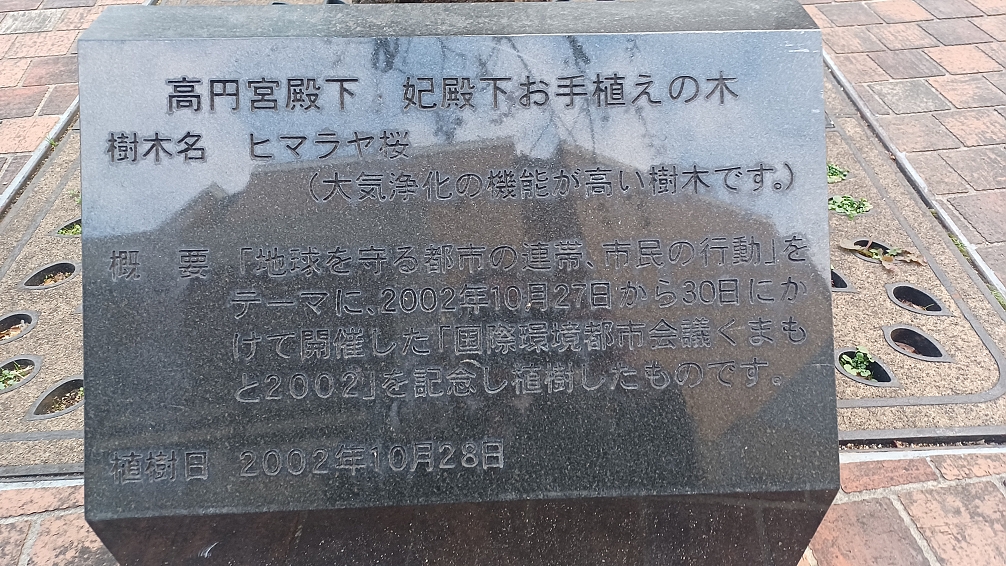 高円宮殿下　妃殿下お手植えの木
樹木名　ヒマラヤ桜
（大気浄化の機能が高い樹木です。）
概　要　「地球を守る都市の連帯、市民の行動」を
テーマに、2002年10月27日から30日にか
けて開催した「国際環境都市会議くまも
と2002」を記念し植樹したものです。
植樹日　2002年10月28日